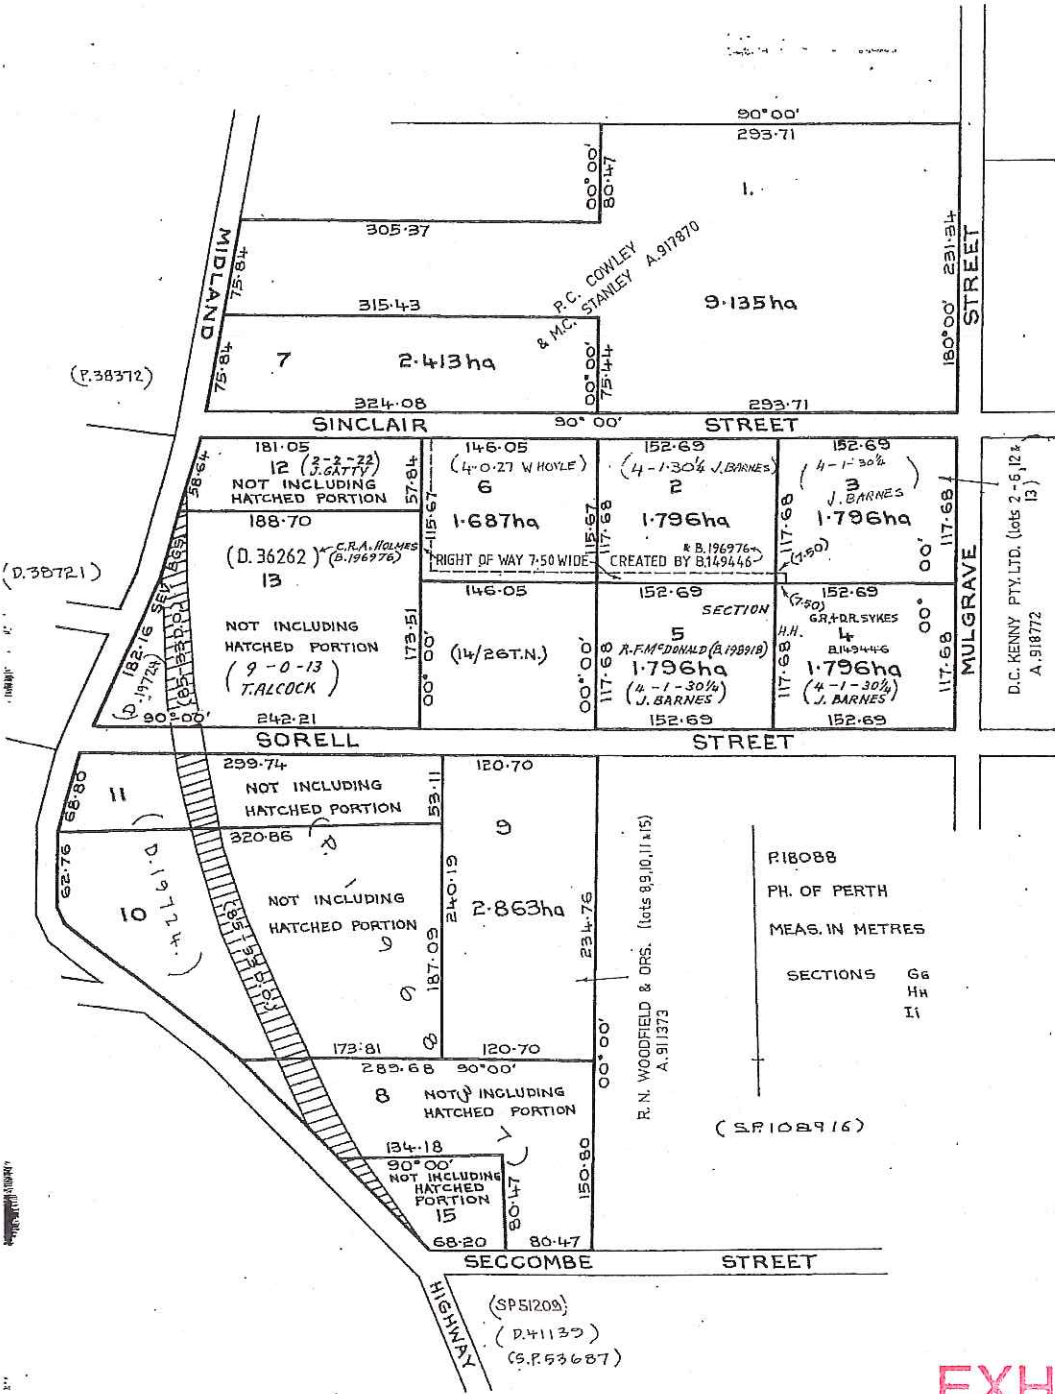 90°00'
293·71
1.
00°00'
80·47
305·37
MIDLAND
75·84
P.C. COWLEY
& M.C. STANLEY A.917870
9·135ha
180°00' 231·34
STREET
315·43
7
2·413ha
75·84
00°00'
75·44
(P.38372)
324·08
293·71
SINCLAIR
90°00'
STREET
181·05
146·05
152·69
152·69
12 (2-2-22)
J. GATTY
NOT INCLUDING
HATCHED PORTION
58·64
57·84
(4-0-27 W HOYLE)
6
1·687ha
115·67
115·67
(4-1-30¼ J. BARNES)
2
1·796ha
117·68
(4-1-30¼)
3
J. BARNES
1·796ha
117·68
117·68
D.C. KENNY PTY. LTD. (lots 2-6, 12 & 13)
A.918772
188·70
(D. 36262)
C.R.A. HOLMES
(B.196976)
13
RIGHT OF WAY 7·50 WIDE
CREATED BY B.149446
& B.196976
(7·50)
(D.38721)
146·05
152·69
152·69
SECTION
(7·50)
NOT INCLUDING
HATCHED PORTION
(9-0-13)
T. ALCOCK
173·51
00°00'
(14/26T.N.)
00°00'
117·68
5
R.F. McDONALD (B.198918)
1·796ha
(4-1-30¼)
J. BARNES
H.H.
117·68
G.R. & D.R. SYKES
4
B.149446
1·796ha
(4-1-30¼)
J. BARNES
00°00'
117·68
MULGRAVE
182·16
(D.19724)
90°00'
242·21
152·69
152·69
SORELL
STREET
299·74
120·70
68·80
11
NOT INCLUDING
HATCHED PORTION
53·11
320·86
62·76
10
(D.19724.)
NOT INCLUDING
HATCHED PORTION
187·09
240·19
9
2·863ha
234·76
R. N. WOODFIELD & ORS. (lots 8,9,10,11 & 15)
A.911373
P.18088
PH. OF PERTH
MEAS. IN METRES
SECTIONS Gg
HH
Ii
173·81
120·70
289·68 90°00'
00°00'
8
NOT INCLUDING
HATCHED PORTION
134·18
90°00'
NOT INCLUDING
HATCHED
PORTION
15
80·47
150·80
(S.P.108916)
68·20
80·47
SECCOMBE
STREET
HIGHWAY
(SP51209)
(D.41139)
(S.P.53687)
EXH